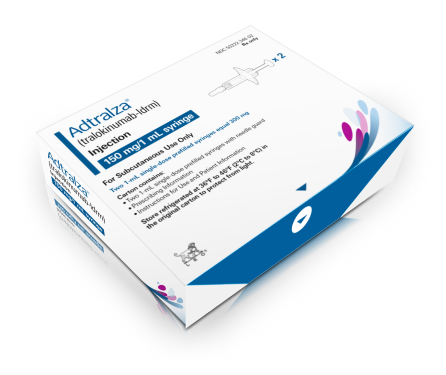 NDC 50222-346-02
Rx only
x 2
Adtralza®
(tralokinumab-ldrm)
Injection
150 mg/1 mL syringe
For Subcutaneous Use Only
Two 1-mL single-dose prefilled syringes equal 300 mg
Carton contains:
• Two 1-mL single-dose prefilled syringes with needle guard
• Prescribing Information
• Instructions for Use and Patient Information
Store refrigerated at 36°F to 46°F (2°C to 8°C) in
the original carton to protect from light.
Adtralza®
(tralokinumab-ldrm)
Injection